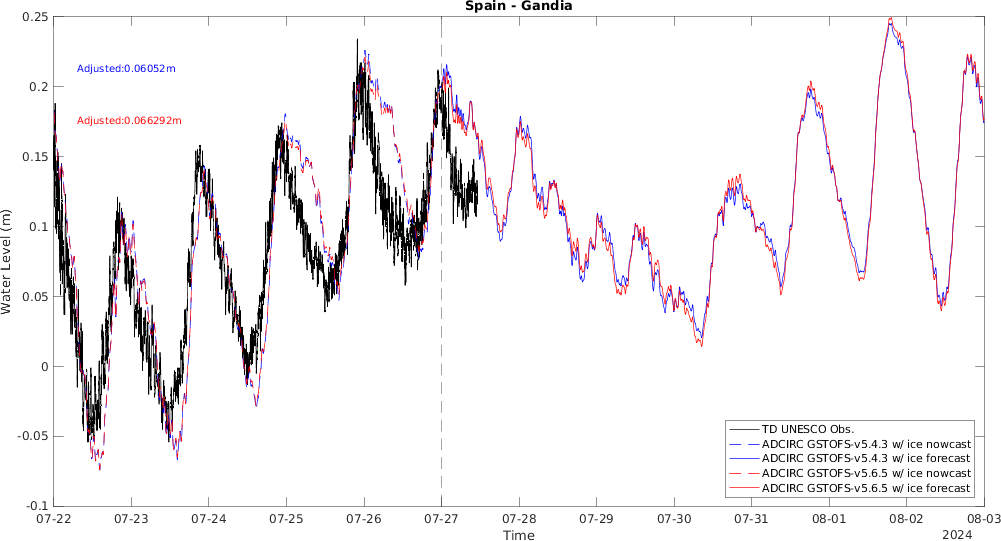 Spain - Gandia
0.25
0.2
0.15
0.1
0.05
0
-0.05
-0.1
Water Level (m)
Adjusted:0.06052m
Adjusted:0.066292m
TD UNESCO Obs.
ADCIRC GSTOFS-v5.4.3 w/ ice nowcast
ADCIRC GSTOFS-v5.4.3 w/ ice forecast
ADCIRC GSTOFS-v5.6.5 w/ ice nowcast
ADCIRC GSTOFS-v5.6.5 w/ ice forecast
07-22 07-23 07-24 07-25 07-26 07-27 07-28 07-29 07-30 07-31 08-01 08-02 08-03
Time
2024